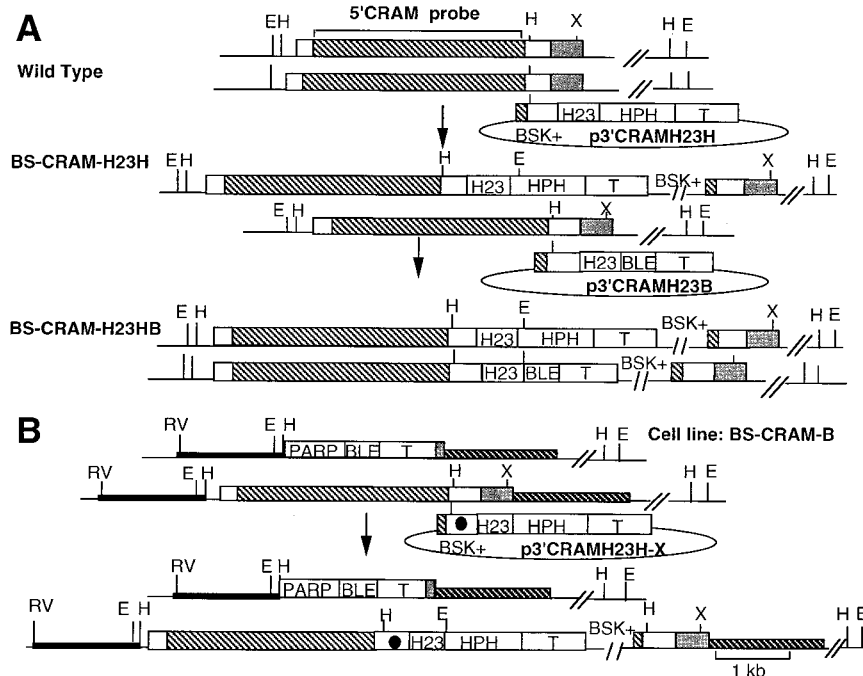 A
5'CRAM probe
E H H X H E
Wild Type
H23 HPH T
BSK+ p3'CRAMH23H
BS-CRAM-H23H
E H H E BSK+ X H E
H23 HPH T
E H H X H E
H23 BLE T
p3'CRAMH23B
BS-CRAM-H23HB
E H H E BSK+ X H E
H23 HPH T
BSK+
H23 BLE T
B
Cell line: BS-CRAM-B
RV E H H E
PARP BLE T
RV E H H X H E
H23 HPH T
BSK+ p3'CRAMH23H-X
RV E H H E
PARP BLE T
RV E H H E BSK+ H X H E
H23 HPH T
1 kb